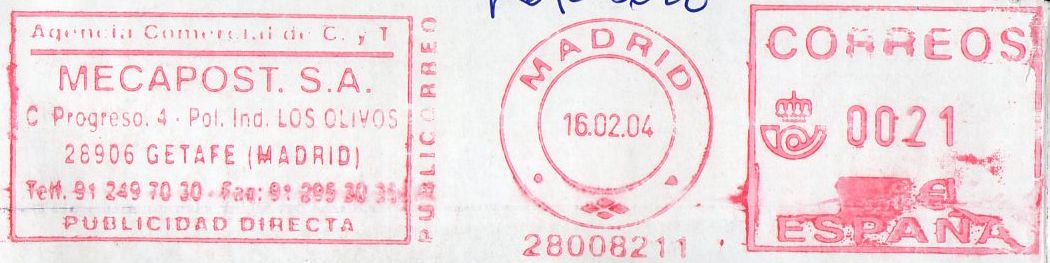 Agencia Comercial de C. y T
MECAPOST. S.A.
C Progreso. 4 - Pol. Ind. LOS OLIVOS
28906 GETAFE (MADRID)
Telf. 91 249 70 30 - Fax: 91 295 30 35
PUBLICIDAD DIRECTA
PUBLICORREO
MADRID
16.02.04
28008211
CORREOS
0021
ESPAÑA